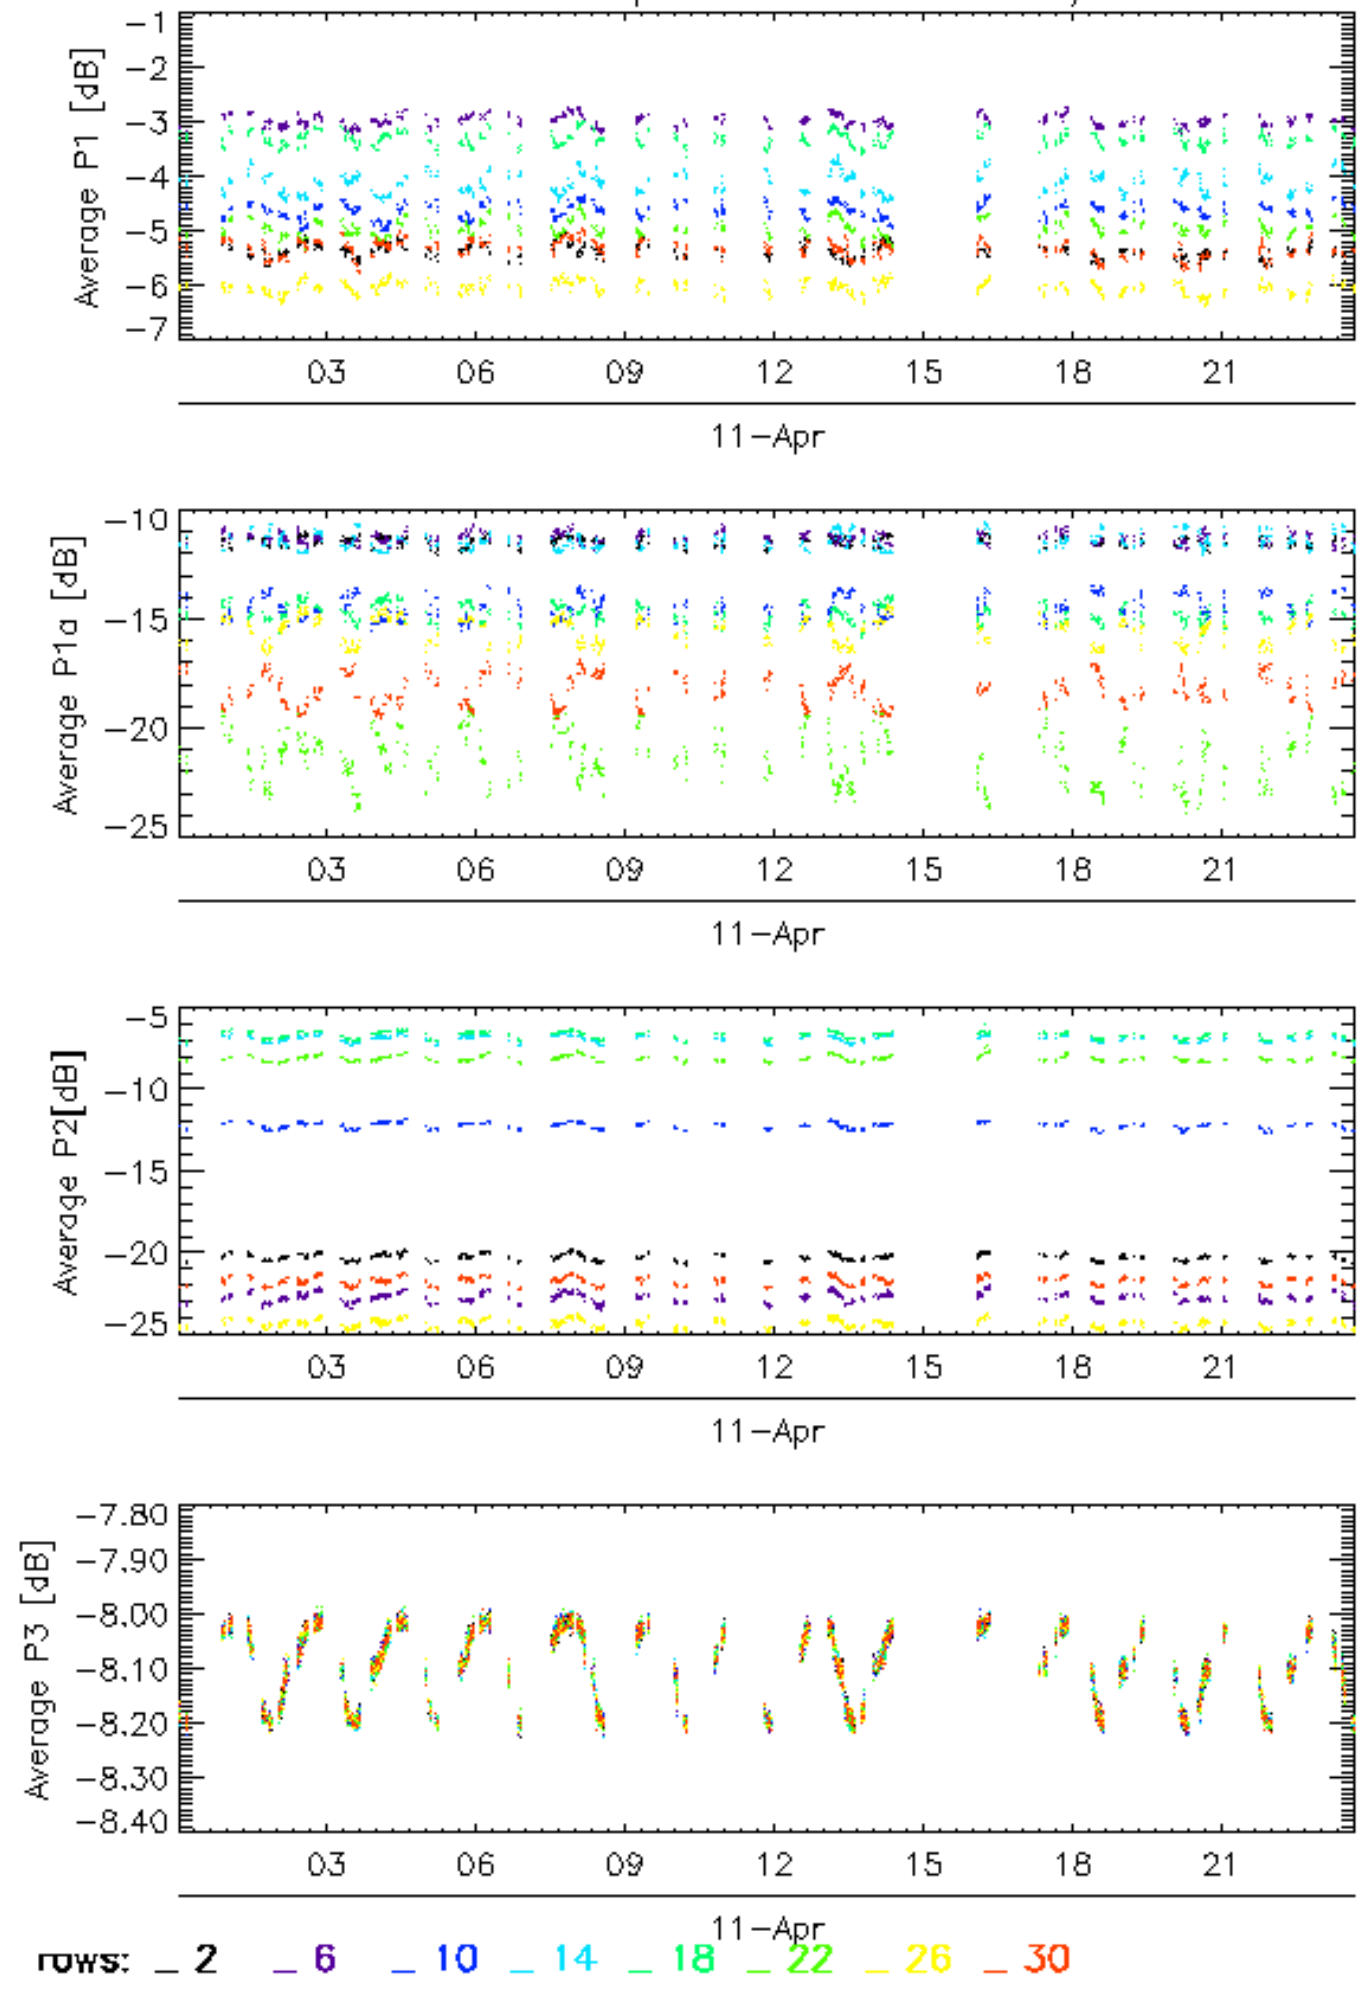 Average P1 [dB]
-1
-2
-3
-4
-5
-6
-7
03 06 09 12 15 18 21
11-Apr
Average P1a [dB]
-10
-15
-20
-25
03 06 09 12 15 18 21
11-Apr
Average P2[dB]
-5
-10
-15
-20
-25
03 06 09 12 15 18 21
11-Apr
Average P3 [dB]
-7.80
-7.90
-8.00
-8.10
-8.20
-8.30
-8.40
03 06 09 12 15 18 21
11-Apr
rows: _ 2 _ 6 _ 10 _ 14 _ 18 _ 22 _ 26 _ 30